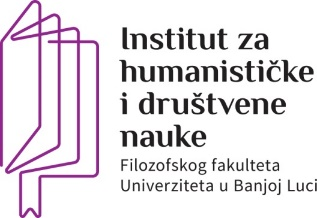 Institut za
humanističke
i društvene
nauke
Filozofskog fakulteta
Univerziteta u Banjoj Luci